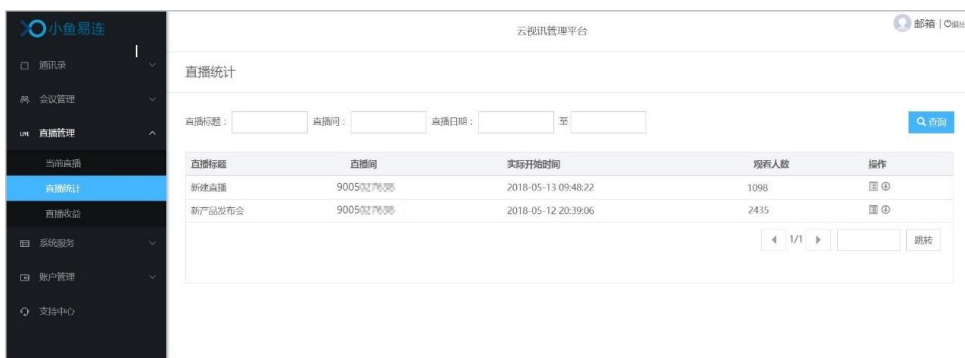 小鱼易连
云视讯管理平台
邮箱 |
通讯录
会议管理
LIVE 直播管理
当前直播
直播统计
直播收益
系统服务
账户管理
支持中心
直播统计
直播标题： 直播间： 直播日期： 至 查询
直播标题 直播间 实际开始时间 观看人数 操作
新建直播 9005 2018-05-13 09:48:22 1098
新产品发布会 9005 2018-05-12 20:39:06 2435
1/1 跳转